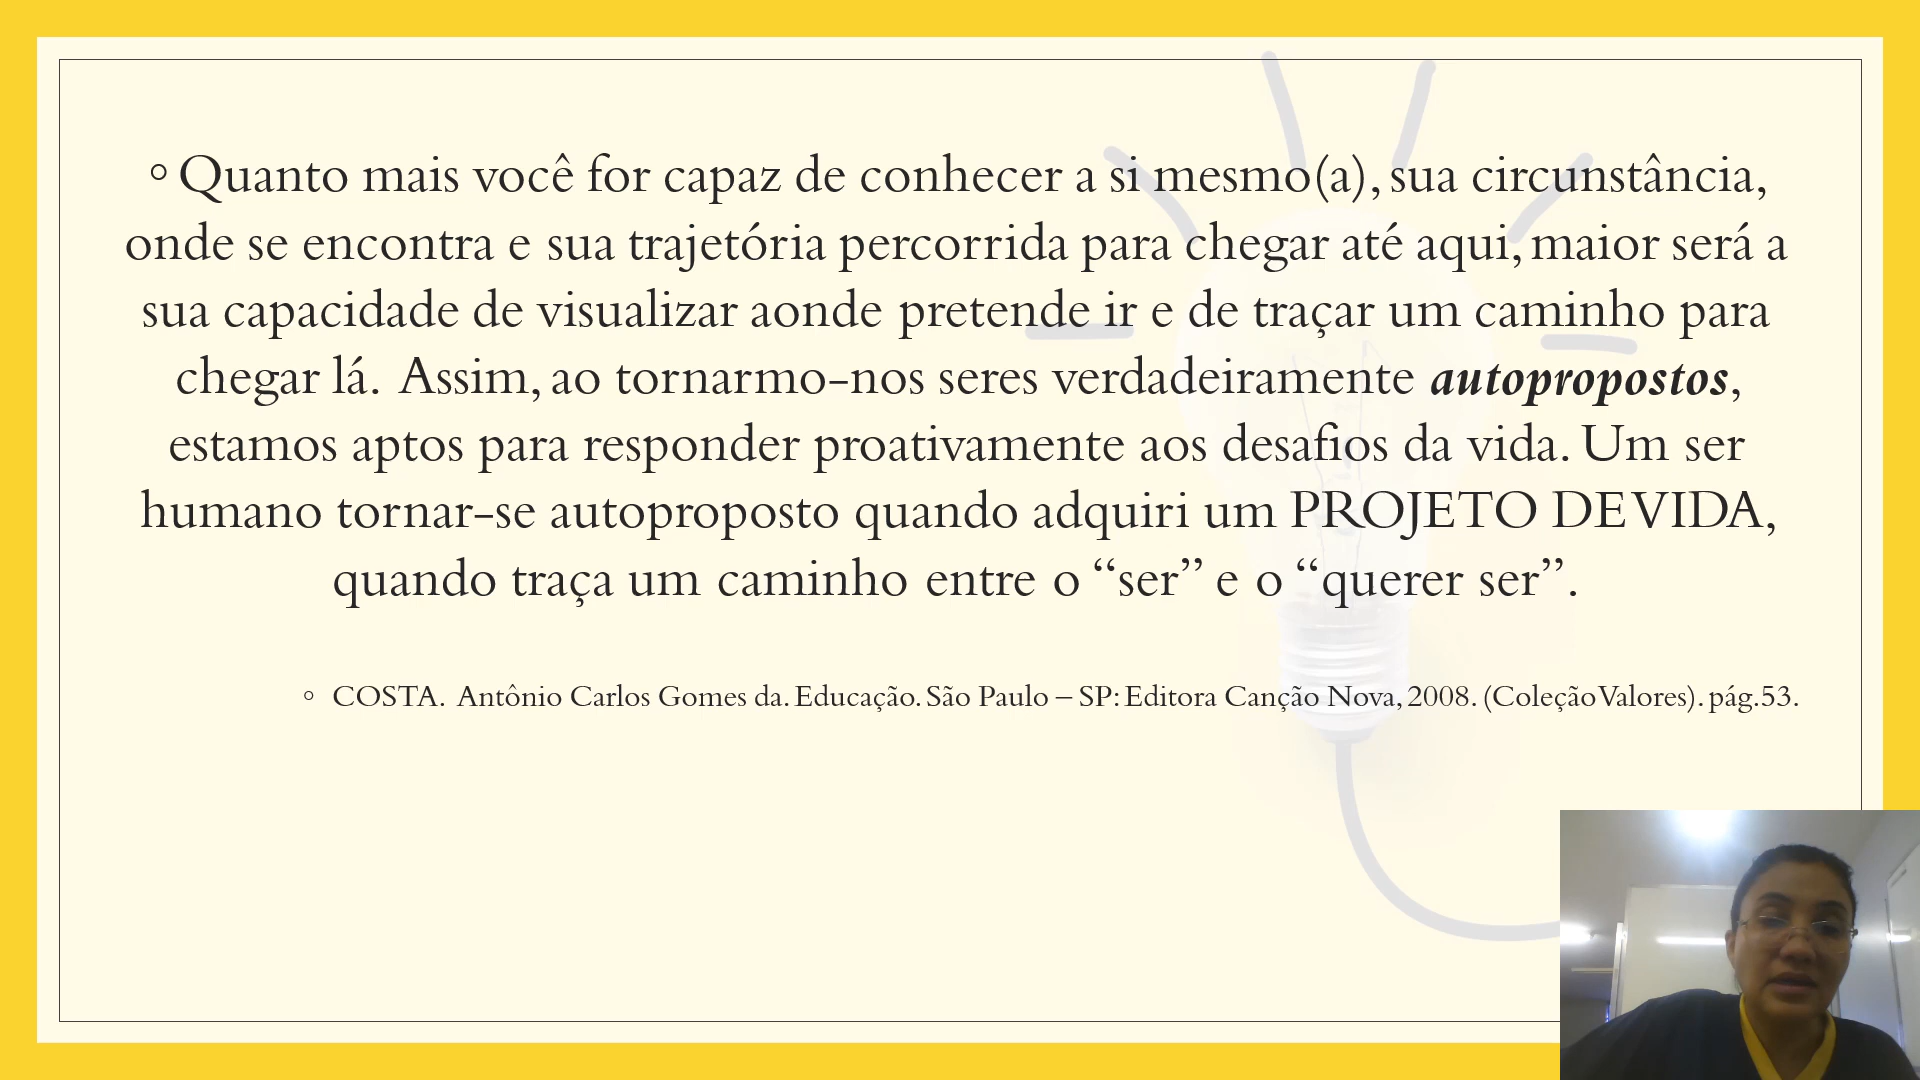 ◦ Quanto mais você for capaz de conhecer a si mesmo(a), sua circunstância,
onde se encontra e sua trajetória percorrida para chegar até aqui, maior será a
sua capacidade de visualizar aonde pretende ir e de traçar um caminho para
chegar lá. Assim, ao tornarmo-nos seres verdadeiramente autopropostos,
estamos aptos para responder proativamente aos desafios da vida. Um ser
humano tornar-se autoproposto quando adquiri um PROJETO DE VIDA,
quando traça um caminho entre o “ser” e o “querer ser”.
◦ COSTA. Antônio Carlos Gomes da. Educação. São Paulo – SP: Editora Canção Nova, 2008. (Coleção Valores). pág.53.